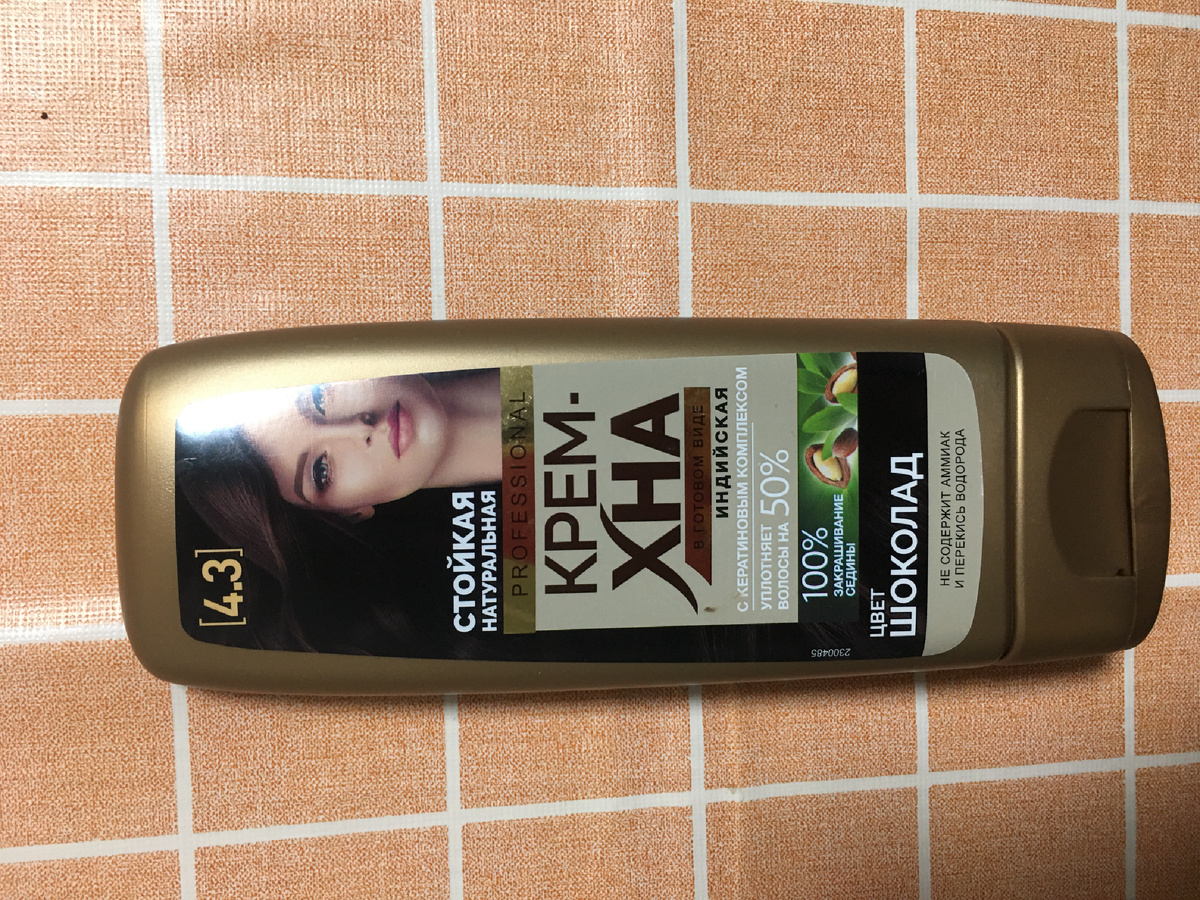 [4.3]
СТОЙКАЯ
НАТУРАЛЬНАЯ
PROFESSIONAL
КРЕМ-
ХНА
В ГОТОВОМ ВИДЕ
ИНДИЙСКАЯ
С КЕРАТИНОВЫМ КОМПЛЕКСОМ
УПЛОТНЯЕТ
ВОЛОСЫ НА 50%
100%
ЗАКРАШИВАНИЕ
СЕДИНЫ
2300485
ЦВЕТ
ШОКОЛАД
НЕ СОДЕРЖИТ АММИАК
И ПЕРЕКИСЬ ВОДОРОДА